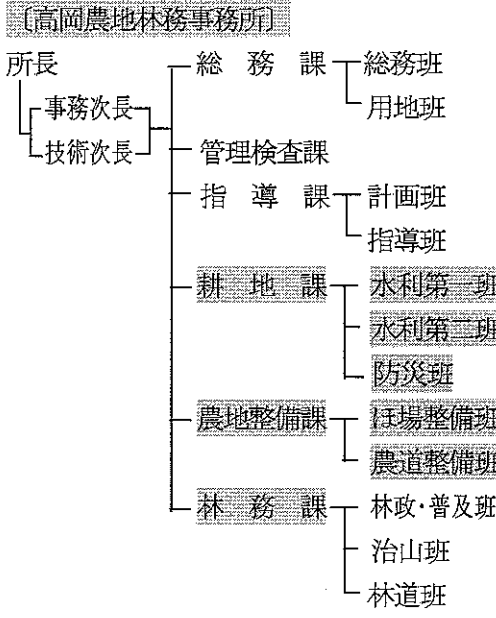 〔高岡農地林務事務所〕
所長
事務次長
技術次長
総務課
総務班
用地班
管理検査課
指導課
計画班
指導班
耕地課
水利第一班
水利第二班
防災班
農地整備課
ほ場整備班
農道整備班
林務課
林政・普及班
治山班
林道班